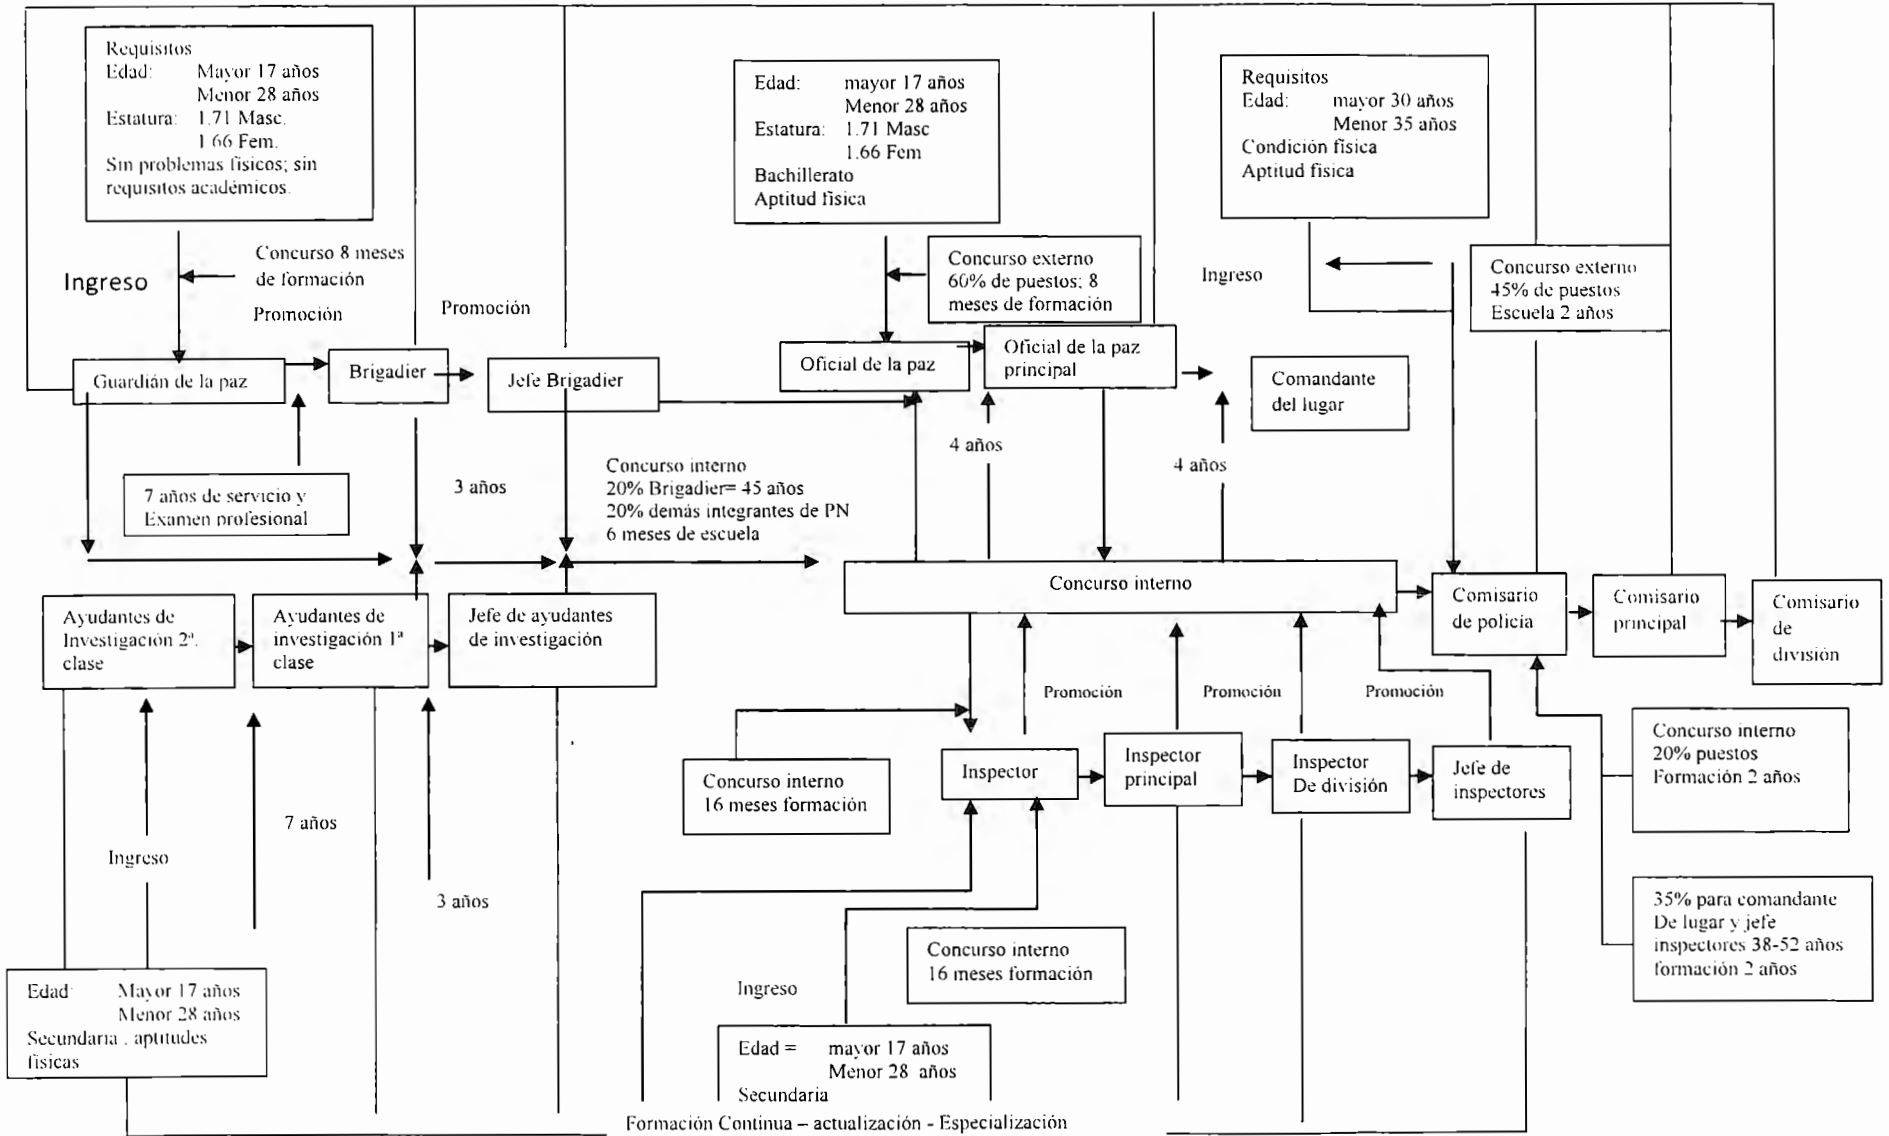 Requisitos
Edad: Mayor 17 años
Menor 28 años
Estatura: 1.71 Masc.
1.66 Fem.
Sin problemas físicos; sin
requisitos académicos.
Edad: mayor 17 años
Menor 28 años
Estatura: 1.71 Masc
1.66 Fem
Bachillerato
Aptitud física
Requisitos
Edad: mayor 30 años
Menor 35 años
Condición física
Aptitud física
Ingreso
Concurso 8 meses
de formación
Promoción
Promoción
Concurso externo
60% de puestos; 8
meses de formación
Ingreso
Concurso externo
45% de puestos
Escuela 2 años
Guardián de la paz
Brigadier
Jefe Brigadier
Oficial de la paz
Oficial de la paz
principal
Comandante
del lugar
7 años de servicio y
Examen profesional
3 años
Concurso interno
20% Brigadier= 45 años
20% demás integrantes de PN
6 meses de escuela
4 años
4 años
Concurso interno
Comisario
de policía
Comisario
principal
Comisario
de
división
Ayudantes de
Investigación 2ª.
clase
Ayudantes de
investigación 1ª
clase
Jefe de ayudantes
de investigación
Promoción
Promoción
Promoción
Concurso interno
16 meses formación
Inspector
Inspector
principal
Inspector
De división
Jefe de
inspectores
Concurso interno
20% puestos
Formación 2 años
7 años
Ingreso
3 años
35% para comandante
De lugar y jefe
inspectores 38-52 años
formación 2 años
Concurso interno
16 meses formación
Ingreso
Edad: Mayor 17 años
Menor 28 años
Secundaria , aptitudes
físicas
Edad = mayor 17 años
Menor 28 años
Secundaria
Formación Continua – actualización - Especialización